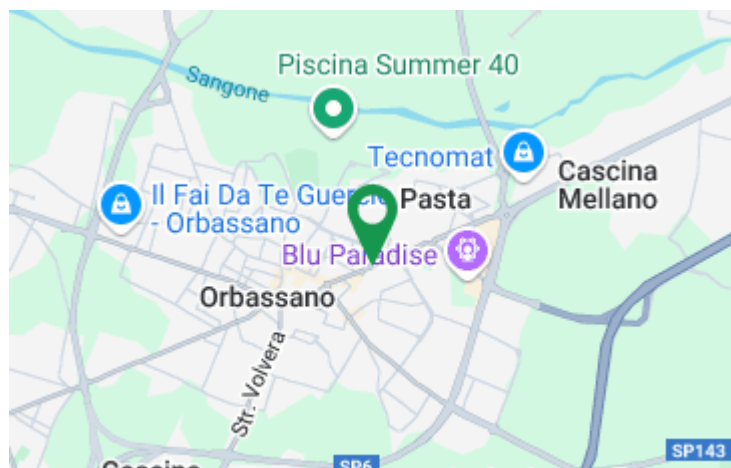 Piscina Summer 40
Sangone
Tecnomat
Cascina
Mellano
Il Fai Da Te
- Orbassano
Pasta
Blu Paradise
Orbassano
Str. Volvera
SP143
SP6